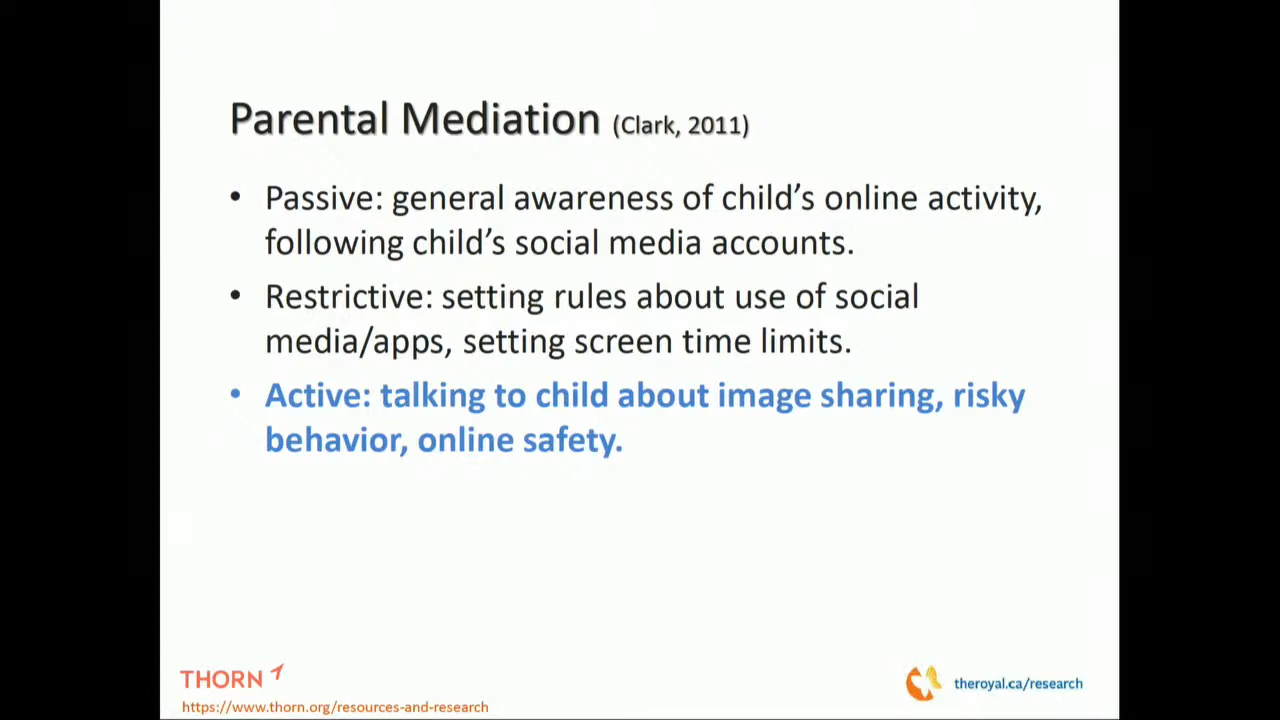 Parental Mediation (Clark, 2011)
• Passive: general awareness of child’s online activity,
following child’s social media accounts.
• Restrictive: setting rules about use of social
media/apps, setting screen time limits.
• Active: talking to child about image sharing, risky
behavior, online safety.
THORN
https://www.thorn.org/resources-and-research
theroyal.ca/research